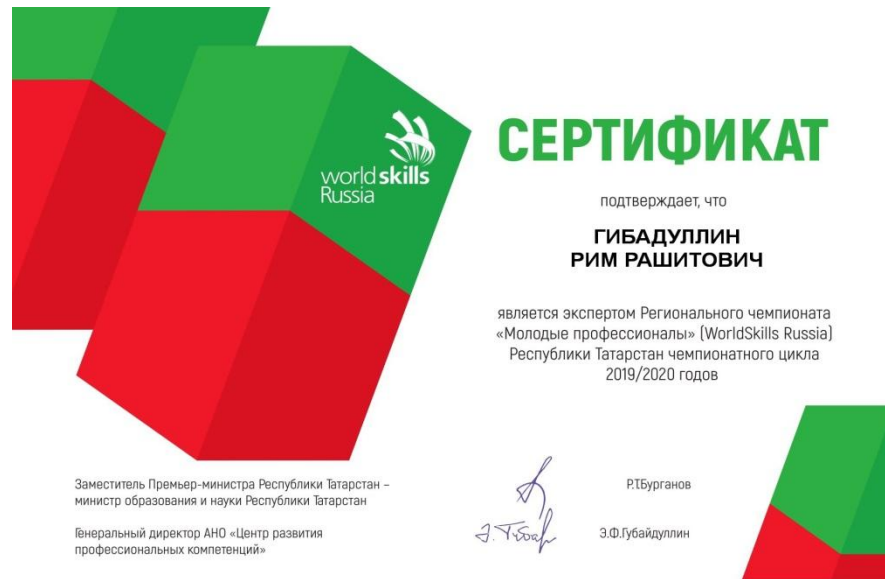 world skills
Russia
СЕРТИФИКАТ
подтверждает, что
ГИБАДУЛЛИН
РИМ РАШИТОВИЧ
является экспертом Регионального чемпионата
«Молодые профессионалы» (WorldSkills Russia)
Республики Татарстан чемпионатного цикла
2019/2020 годов
Заместитель Премьер-министра Республики Татарстан –
министр образования и науки Республики Татарстан
Р.Т.Бурганов
Генеральный директор АНО «Центр развития
профессиональных компетенций»
Э.Ф.Губайдуллин